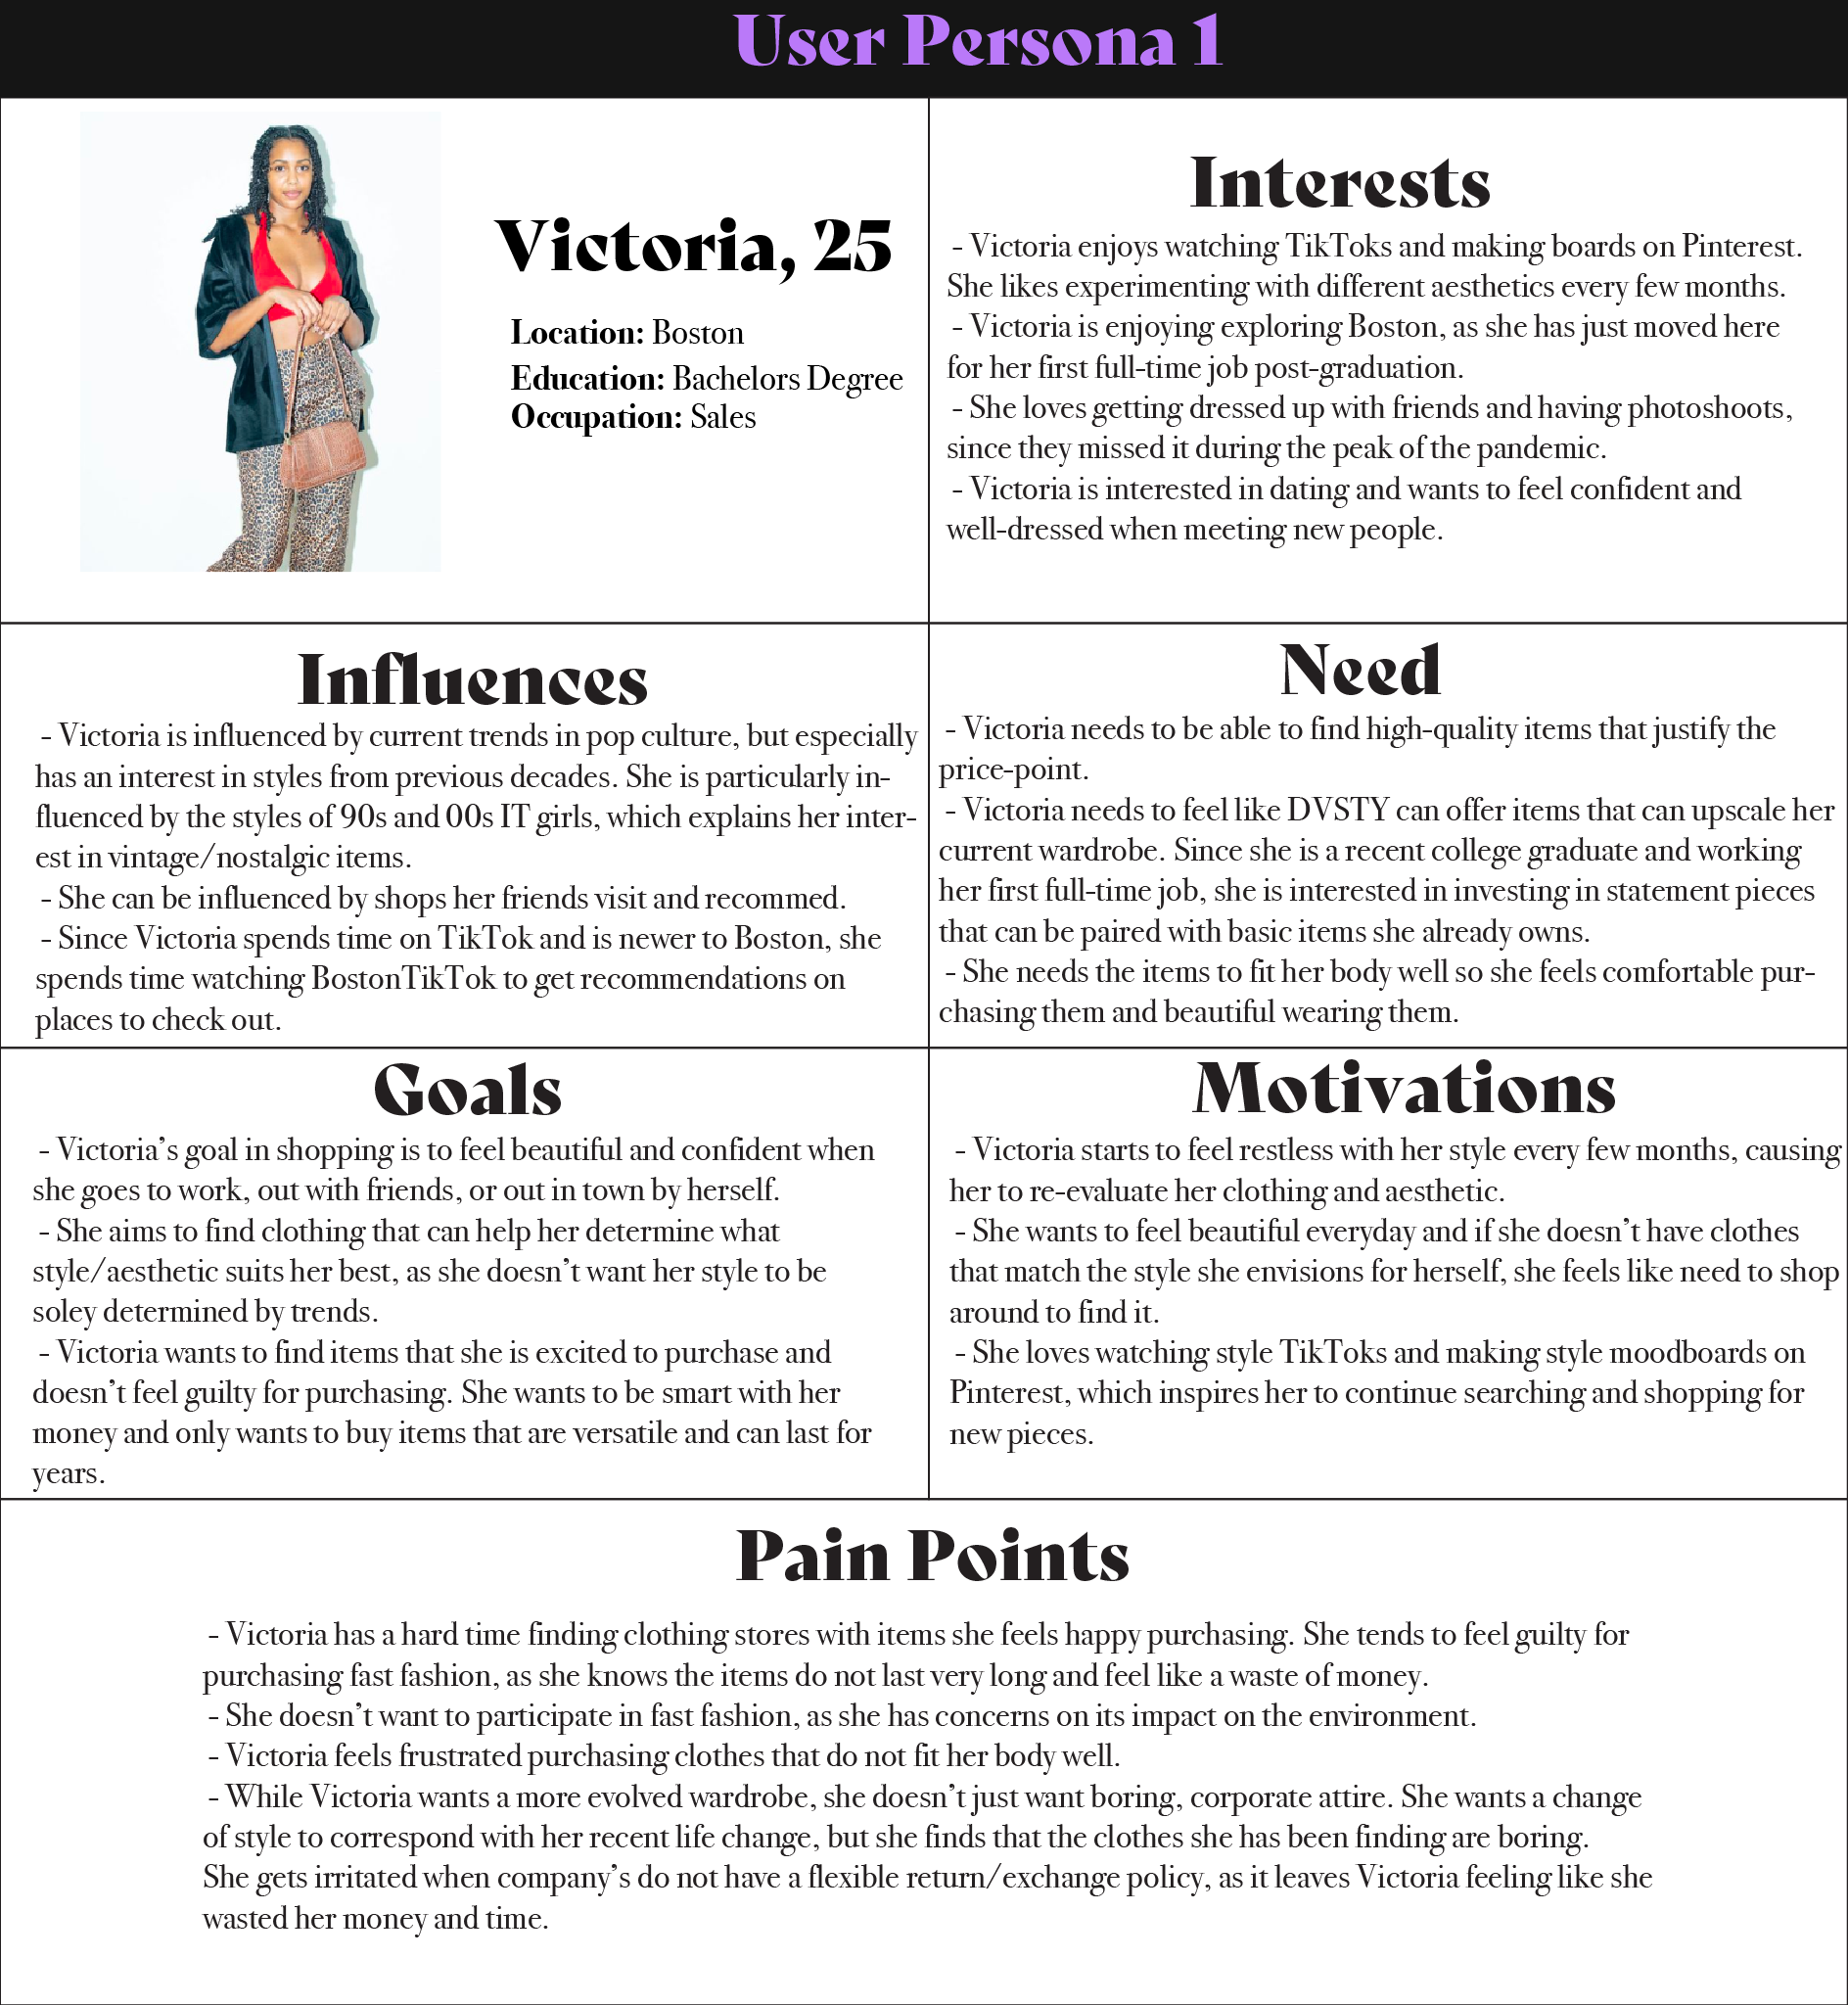 User Persona 1
Victoria, 25
Location: Boston
Education: Bachelors Degree
Occupation: Sales
Interests
- Victoria enjoys watching TikToks and making boards on Pinterest.
She likes experimenting with different aesthetics every few months.
- Victoria is enjoying exploring Boston, as she has just moved here
for her first full-time job post-graduation.
- She loves getting dressed up with friends and having photoshoots,
since they missed it during the peak of the pandemic.
- Victoria is interested in dating and wants to feel confident and
well-dressed when meeting new people.
Influences
- Victoria is influenced by current trends in pop culture, but especially
has an interest in styles from previous decades. She is particularly in-
fluenced by the styles of 90s and 00s IT girls, which explains her inter-
est in vintage/nostalgic items.
- She can be influenced by shops her friends visit and recommed.
- Since Victoria spends time on TikTok and is newer to Boston, she
spends time watching BostonTikTok to get recommendations on
places to check out.
Need
- Victoria needs to be able to find high-quality items that justify the
price-point.
- Victoria needs to feel like DVSTY can offer items that can upscale her
current wardrobe. Since she is a recent college graduate and working
her first full-time job, she is interested in investing in statement pieces
that can be paired with basic items she already owns.
- She needs the items to fit her body well so she feels comfortable pur-
chasing them and beautiful wearing them.
Goals
- Victoria's goal in shopping is to feel beautiful and confident when
she goes to work, out with friends, or out in town by herself.
- She aims to find clothing that can help her determine what
style/aesthetic suits her best, as she doesn't want her style to be
soley determined by trends.
- Victoria wants to find items that she is excited to purchase and
doesn't feel guilty for purchasing. She wants to be smart with her
money and only wants to buy items that are versatile and can last for
years.
Motivations
- Victoria starts to feel restless with her style every few months, causing
her to re-evaluate her clothing and aesthetic.
- She wants to feel beautiful everyday and if she doesn't have clothes
that match the style she envisions for herself, she feels like need to shop
around to find it.
- She loves watching style TikToks and making style moodboards on
Pinterest, which inspires her to continue searching and shopping for
new pieces.
Pain Points
- Victoria has a hard time finding clothing stores with items she feels happy purchasing. She tends to feel guilty for
purchasing fast fashion, as she knows the items do not last very long and feel like a waste of money.
- She doesn't want to participate in fast fashion, as she has concerns on its impact on the environment.
- Victoria feels frustrated purchasing clothes that do not fit her body well.
- While Victoria wants a more evolved wardrobe, she doesn't just want boring, corporate attire. She wants a change
of style to correspond with her recent life change, but she finds that the clothes she has been finding are boring.
She gets irritated when company's do not have a flexible return/exchange policy, as it leaves Victoria feeling like she
wasted her money and time.